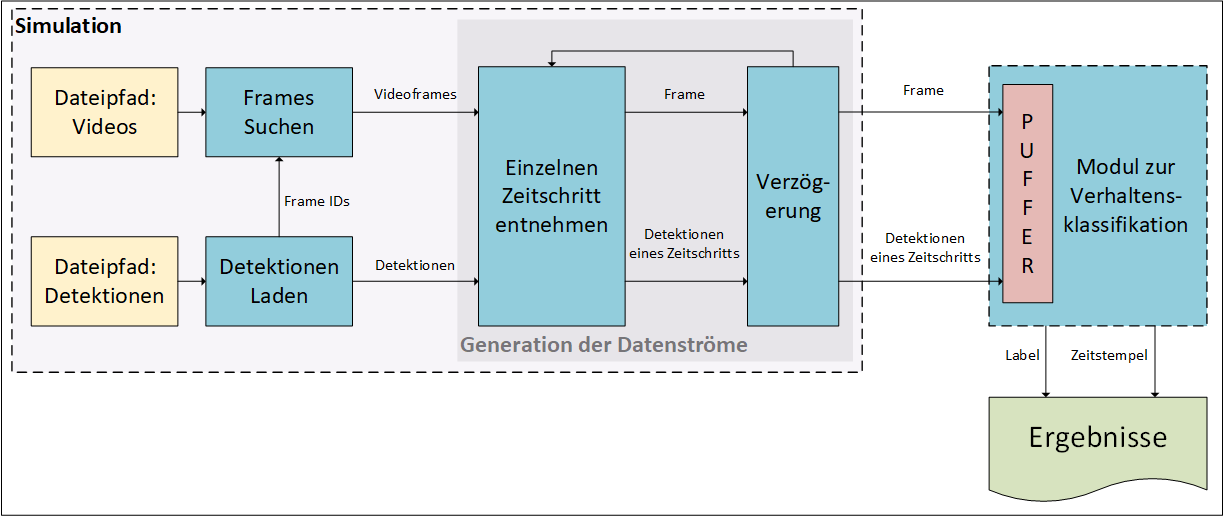 Simulation
Dateipfad:
Videos
Frames
Suchen
Videoframes
Einzelnen
Zeitschritt
entnehmen
Frame
Verzög-
erung
Frame
P
U
F
F
E
R
Modul zur
Verhaltens-
klassifikation
Frame IDs
Dateipfad:
Detektionen
Detektionen
Laden
Detektionen
Detektionen
eines Zeitschritts
Detektionen
eines Zeitschritts
Generation der Datenströme
Label
Zeitstempel
Ergebnisse